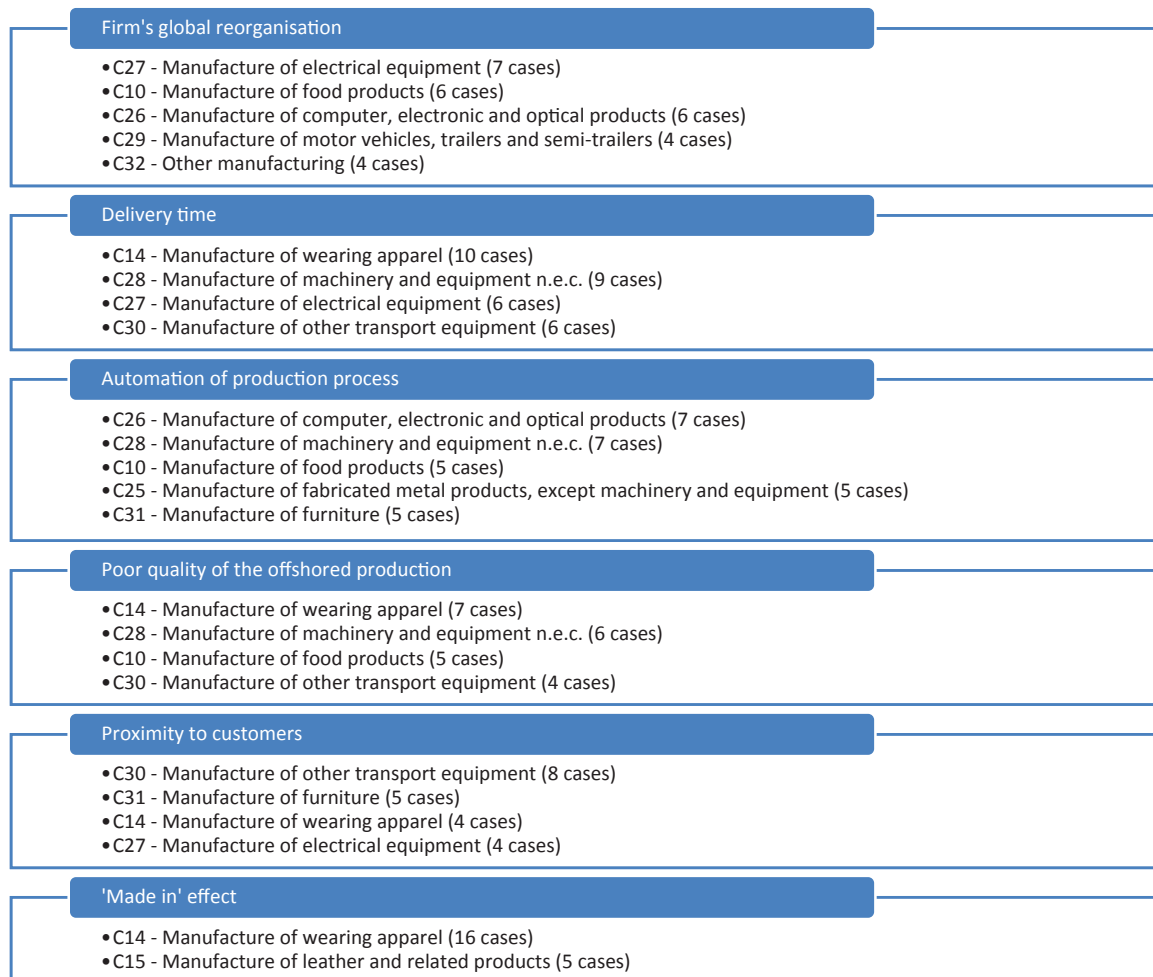 Firm's global reorganisation
•C27 - Manufacture of electrical equipment (7 cases)
•C10 - Manufacture of food products (6 cases)
•C26 - Manufacture of computer, electronic and optical products (6 cases)
•C29 - Manufacture of motor vehicles, trailers and semi-trailers (4 cases)
•C32 - Other manufacturing (4 cases)
Delivery time
•C14 - Manufacture of wearing apparel (10 cases)
•C28 - Manufacture of machinery and equipment n.e.c. (9 cases)
•C27 - Manufacture of electrical equipment (6 cases)
•C30 - Manufacture of other transport equipment (6 cases)
Automation of production process
•C26 - Manufacture of computer, electronic and optical products (7 cases)
•C28 - Manufacture of machinery and equipment n.e.c. (7 cases)
•C10 - Manufacture of food products (5 cases)
•C25 - Manufacture of fabricated metal products, except machinery and equipment (5 cases)
•C31 - Manufacture of furniture (5 cases)
Poor quality of the offshored production
•C14 - Manufacture of wearing apparel (7 cases)
•C28 - Manufacture of machinery and equipment n.e.c. (6 cases)
•C10 - Manufacture of food products (5 cases)
•C30 - Manufacture of other transport equipment (4 cases)
Proximity to customers
•C30 - Manufacture of other transport equipment (8 cases)
•C31 - Manufacture of furniture (5 cases)
•C14 - Manufacture of wearing apparel (4 cases)
•C27 - Manufacture of electrical equipment (4 cases)
'Made in' effect
•C14 - Manufacture of wearing apparel (16 cases)
•C15 - Manufacture of leather and related products (5 cases)